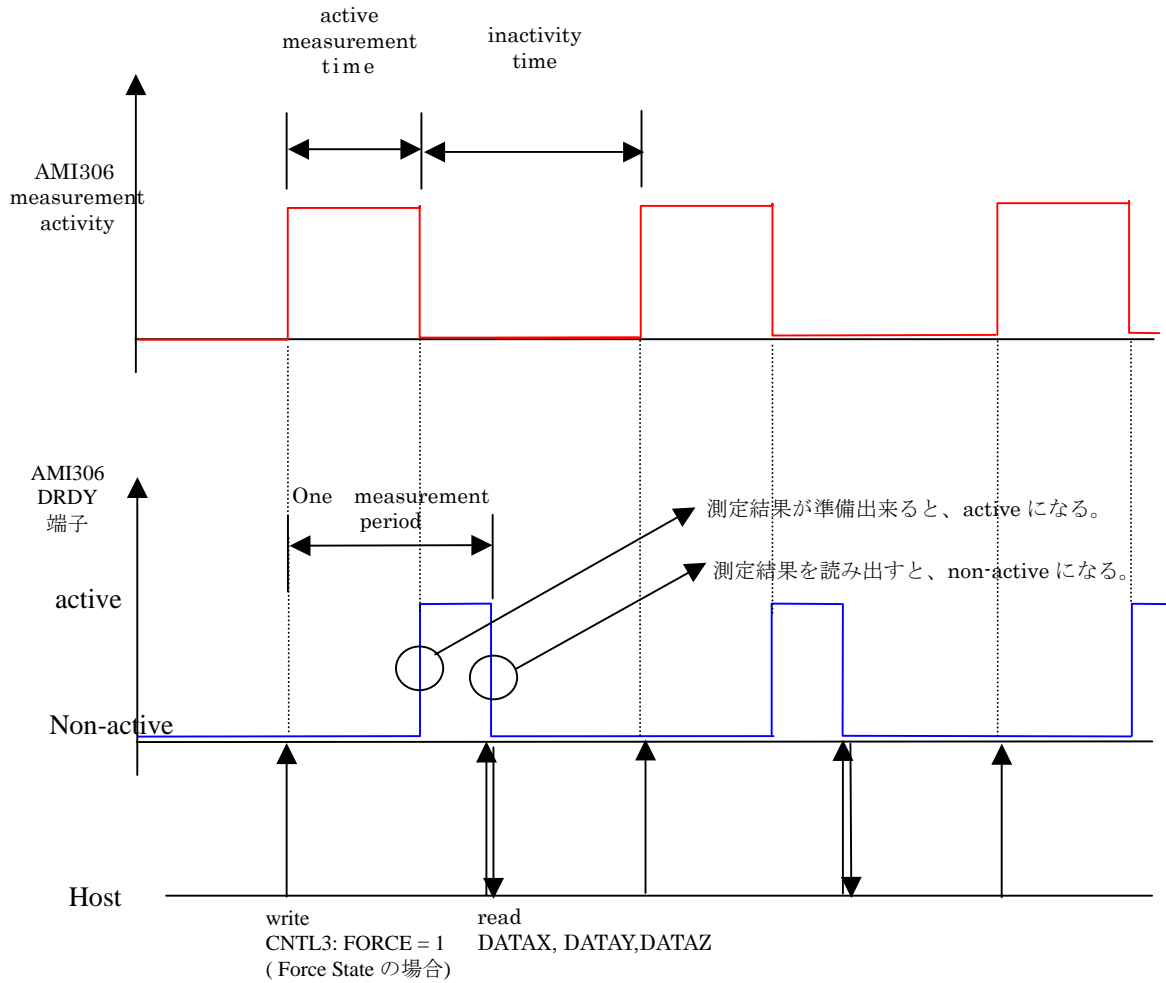 active
measurement
time
inactivity
time
AMI306
measurement
activity
AMI306
DRDY
端子
One measurement
period
測定結果が準備出来ると、active になる。
測定結果を読み出すと、non-active になる。
active
Non-active
Host
write
CNTL3: FORCE = 1
( Force State の場合)
read
DATAX, DATAY,DATAZ